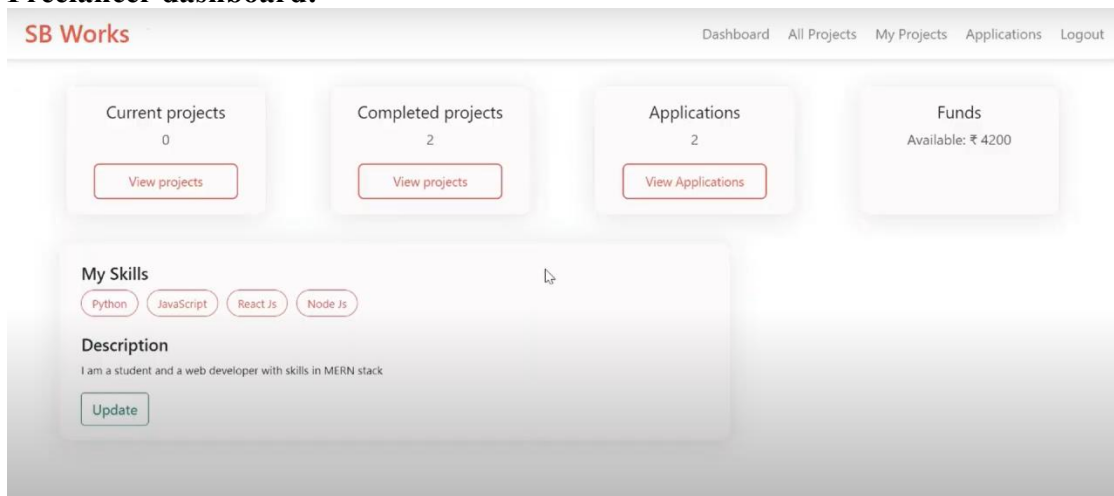 Freelancer dashboard:
SB Works
Dashboard All Projects My Projects Applications Logout
Current projects
0
View projects
Completed projects
2
View projects
Applications
2
View Applications
Funds
Available: ₹ 4200
My Skills
Python JavaScript React Js Node Js
Description
I am a student and a web developer with skills in MERN stack
Update